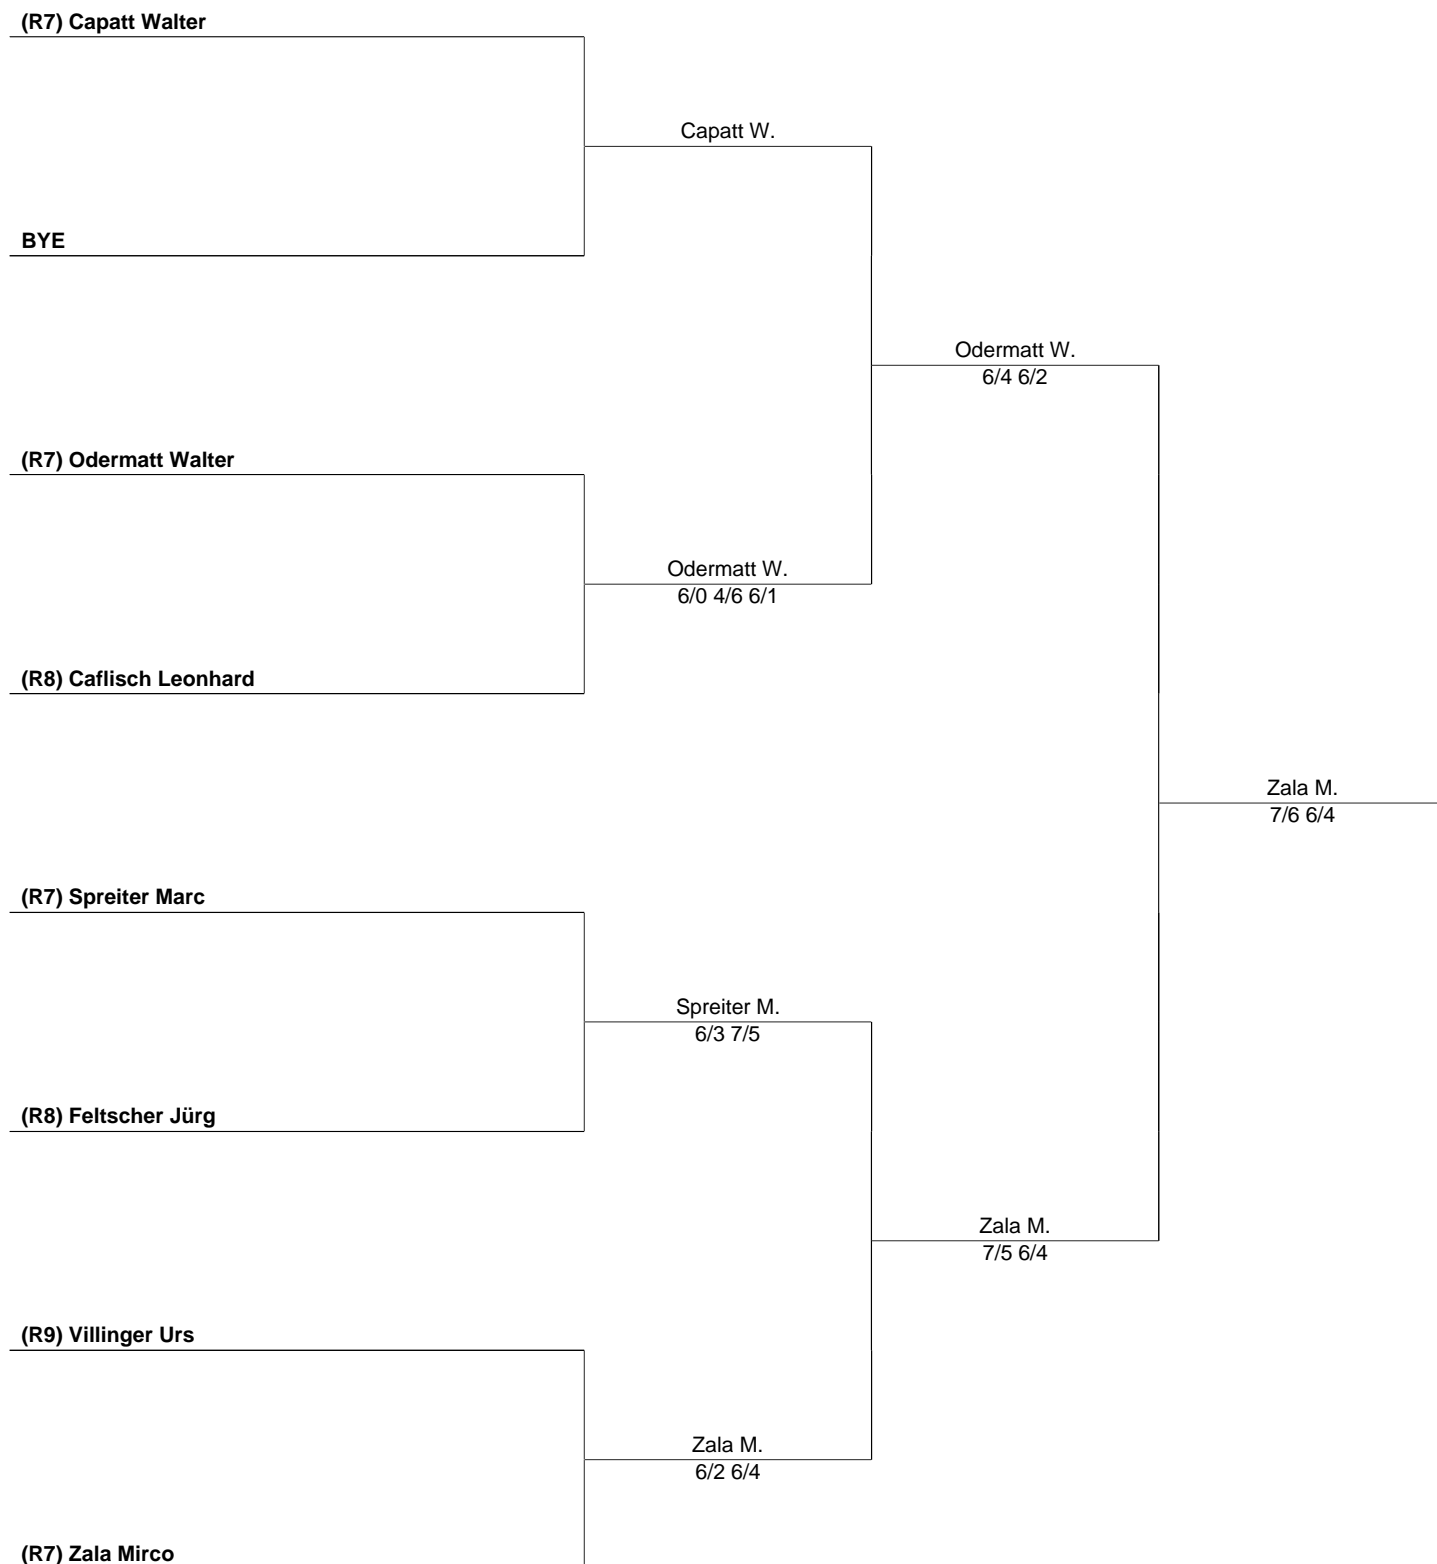 (R7) Capatt Walter
Capatt W.
BYE
Odermatt W.
6/4 6/2
(R7) Odermatt Walter
Odermatt W.
6/0 4/6 6/1
(R8) Caflisch Leonhard
Zala M.
7/6 6/4
(R7) Spreiter Marc
Spreiter M.
6/3 7/5
(R8) Feltscher Jürg
Zala M.
7/5 6/4
(R9) Villinger Urs
Zala M.
6/2 6/4
(R7) Zala Mirco